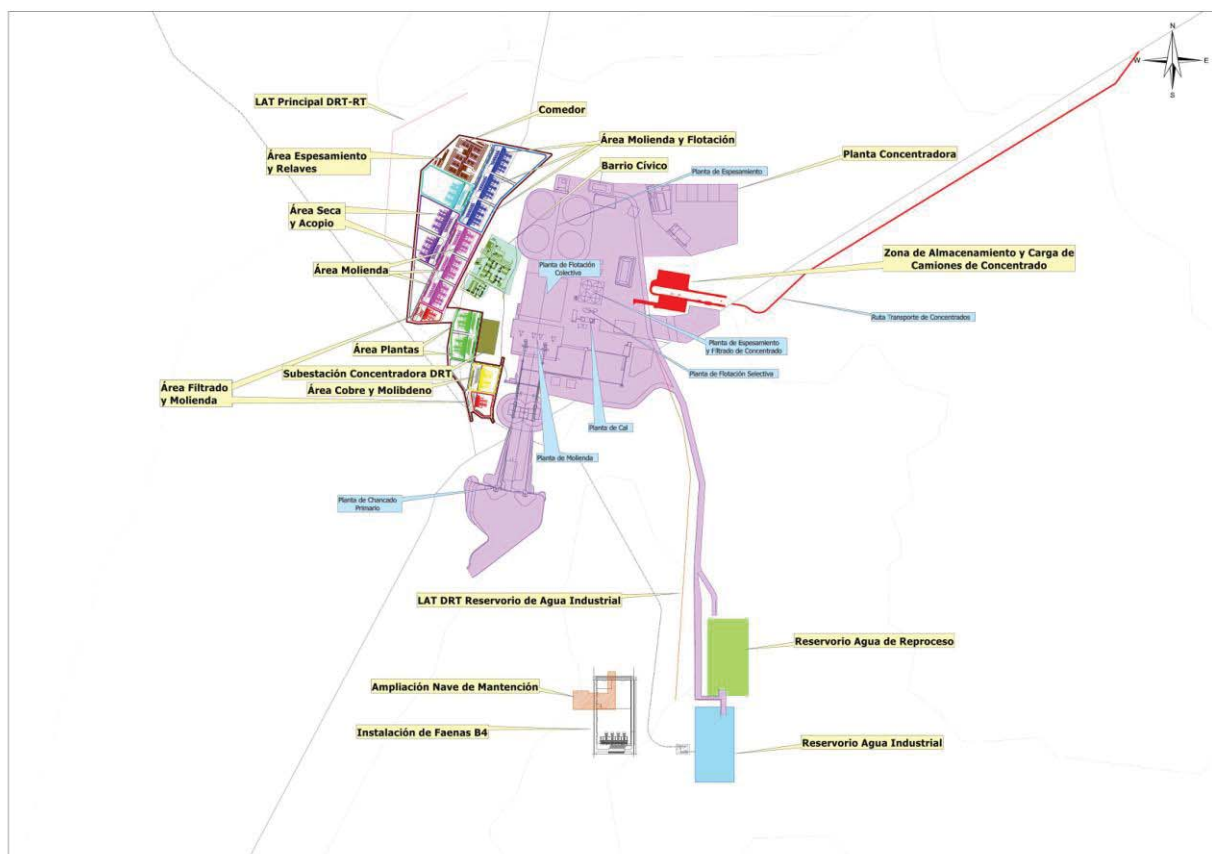 N
W
E
S
LAT Principal DRT-RT
Comedor
Área Espesamiento
y Relaves
Área Molienda y Flotación
Barrio Cívico
Planta de Espesamiento
Planta Concentradora
Área Seca
y Acopio
Área Molienda
Planta de Flotación
Colectiva
Zona de Almacenamiento y Carga de
Camiones de Concentrado
Ruta Transporte de Concentrados
Área Plantas
Planta de Espesamiento
y Filtrado de Concentrado
Subestación Concentradora DRT
Planta de Flotación Selectiva
Área Filtrado
y Molienda
Área Cobre y Molibdeno
Planta de Cal
Planta de Molienda
Planta de Chancado
Primario
LAT DRT Reservorio de Agua Industrial
Reservorio Agua de Reproceso
Ampliación Nave de Mantención
Instalación de Faenas B4
Reservorio Agua Industrial